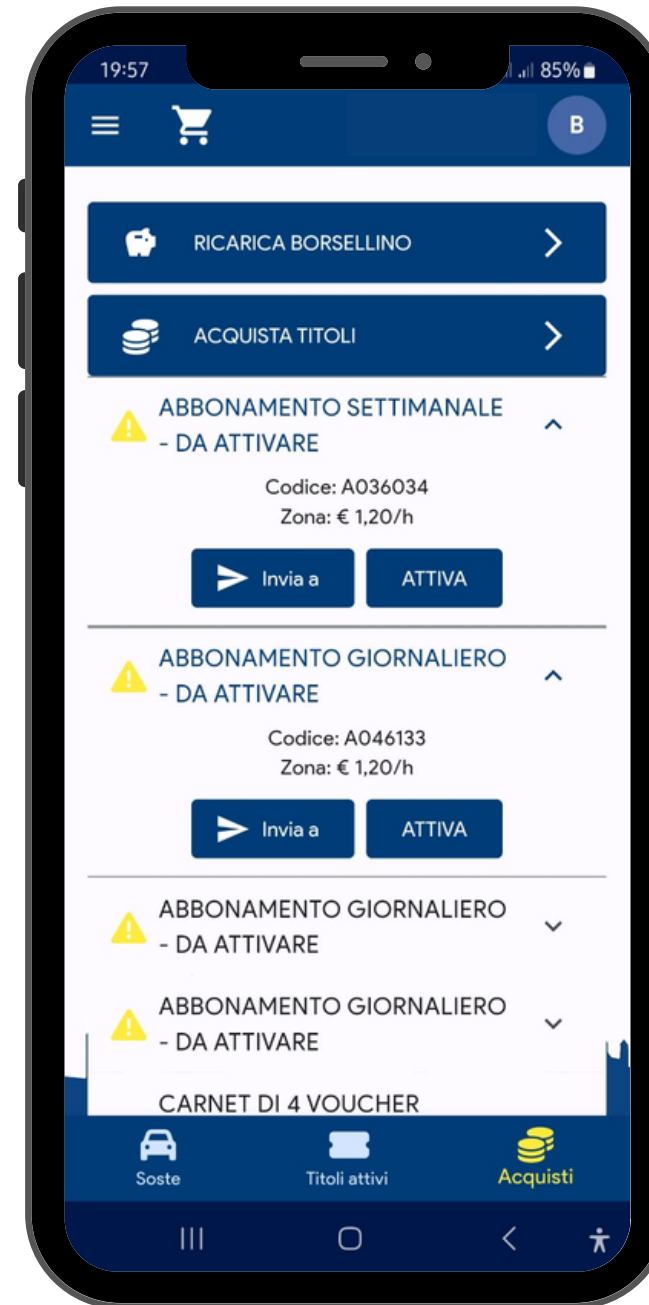 19:57
85%
B
RICARICA BORSELLINO
ACQUISTA TITOLI
ABBONAMENTO SETTIMANALE
- DA ATTIVARE
Codice: A036034
Zona: € 1,20/h
Invia a
ATTIVA
ABBONAMENTO GIORNALIERO
- DA ATTIVARE
Codice: A046133
Zona: € 1,20/h
Invia a
ATTIVA
ABBONAMENTO GIORNALIERO
- DA ATTIVARE
ABBONAMENTO GIORNALIERO
- DA ATTIVARE
CARNET DI 4 VOUCHER
Soste
Titoli attivi
Acquisti